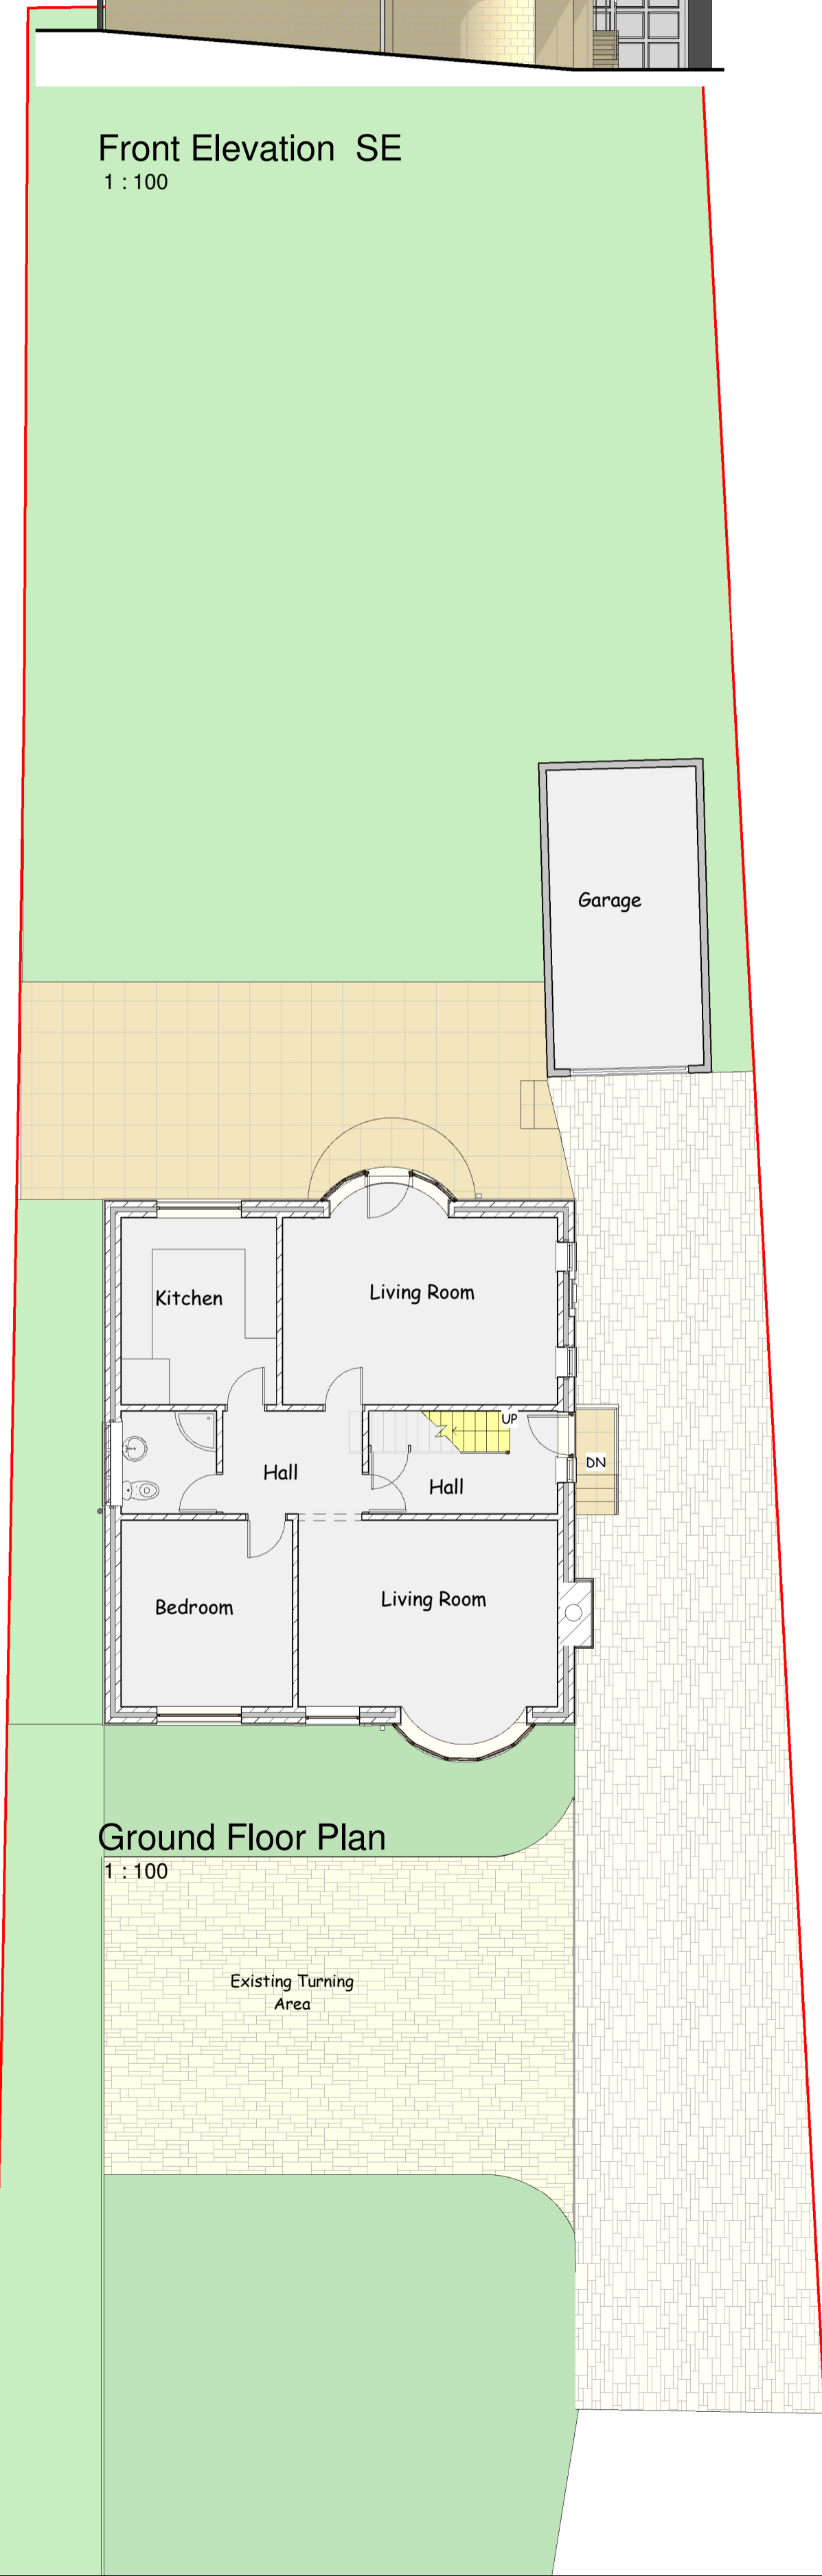 Front Elevation SE
1 : 100
Garage
Kitchen
Living Room
UP
DN
Hall
Hall
Bedroom
Living Room
Ground Floor Plan
1 : 100
Existing Turning
Area